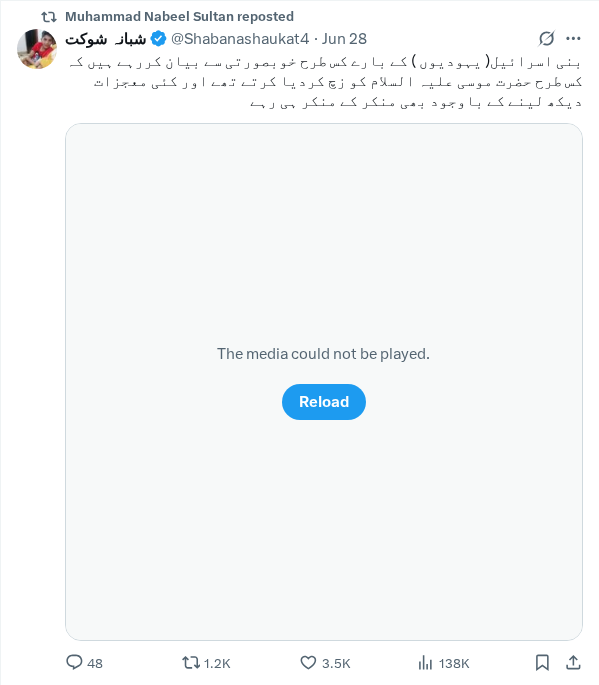 Muhammad Nabeel Sultan reposted
شبانہ شوکت @Shabanashaukat4 · Jun 28
بنی اسرائیل( یہودیوں ) کے بارے کس طرح خوبصورتی سے بیان کررہے ہیں کہ
کس طرح حضرت موسی علیہ السلام کو زچ کردیا کرتے تھے اور کئی معجزات
دیکھ لینے کے باوجود بھی منکر کے منکر ہی رہے
The media could not be played.
Reload
48 1.2K 3.5K 138K